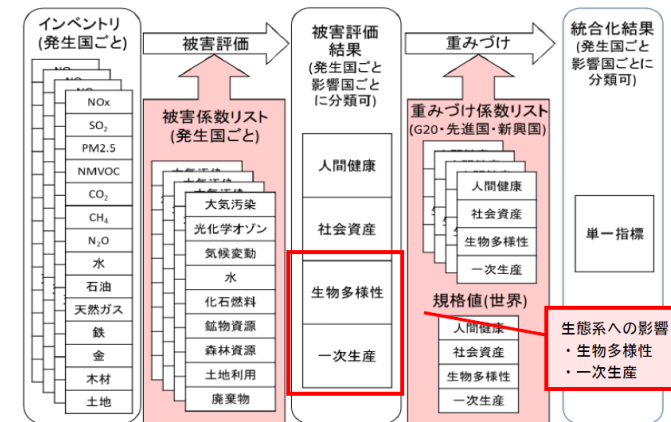 インベントリ
(発生国ごと)
NOx
SO₂
PM2.5
NMVOC
CO₂
CH₄
N₂O
水
石油
天然ガス
鉄
金
木材
土地
被害評価
被害係数リスト
(発生国ごと)
大気汚染
光化学オゾン
気候変動
水
化石燃料
鉱物資源
森林資源
土地利用
廃棄物
被害評価
結果
(発生国ごと
影響国ごと
に分類可)
人間健康
社会資産
生物多様性
一次生産
重みづけ
重みづけ係数リスト
(G20・先進国・新興国)
人間健康
社会資産
生物多様性
一次生産
規格値(世界)
人間健康
社会資産
生物多様性
一次生産
統合化結果
(発生国ごと
影響国ごとに
分類可)
単一指標
生態系への影響
・生物多様性
・一次生産